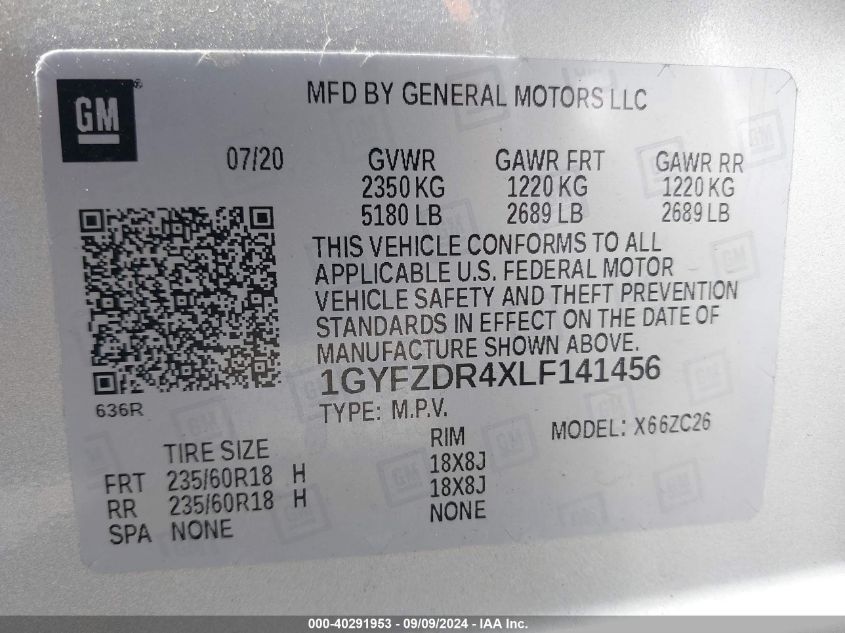 GM
®
MFD BY GENERAL MOTORS LLC
07/20
GVWR GAWR FRT GAWR RR
2350 KG 1220 KG 1220 KG
5180 LB 2689 LB 2689 LB
THIS VEHICLE CONFORMS TO ALL
APPLICABLE U.S. FEDERAL MOTOR
VEHICLE SAFETY AND THEFT PREVENTION
STANDARDS IN EFFECT ON THE DATE OF
MANUFACTURE SHOWN ABOVE.
1GYFZDR4XLF141456
636R
TYPE: M.P.V.
MODEL: X66ZC26
TIRE SIZE RIM
FRT 235/60R18 H 18X8J
RR 235/60R18 H 18X8J
SPA NONE NONE
000-40291953 - 09/09/2024 - IAA Inc.